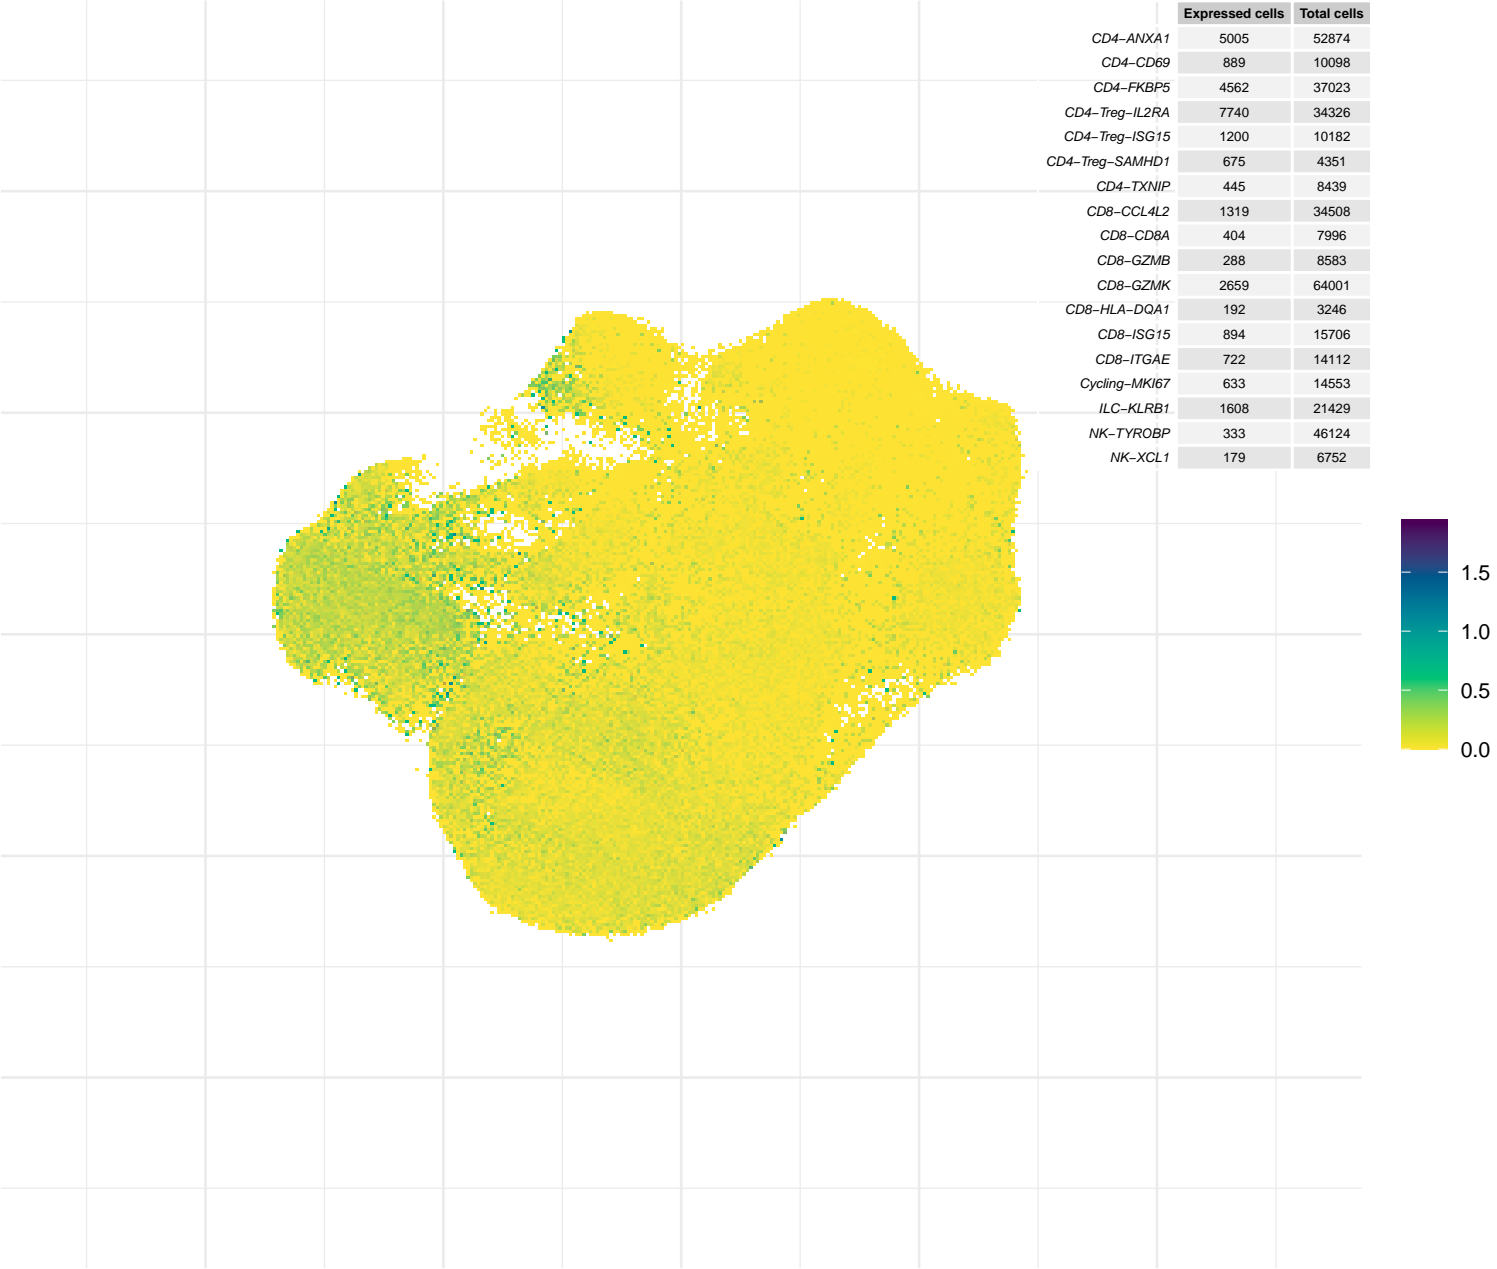 Expressed cells Total cells
CD4−ANXA1 5005 52874
CD4−CD69 889 10098
CD4−FKBP5 4562 37023
CD4−Treg−IL2RA 7740 34326
CD4−Treg−ISG15 1200 10182
CD4−Treg−SAMHD1 675 4351
CD4−TXNIP 445 8439
CD8−CCL4L2 1319 34508
CD8−CD8A 404 7996
CD8−GZMB 288 8583
CD8−GZMK 2659 64001
CD8−HLA−DQA1 192 3246
CD8−ISG15 894 15706
CD8−ITGAE 722 14112
Cycling−MKI67 633 14553
ILC−KLRB1 1608 21429
NK−TYROBP 333 46124
NK−XCL1 179 6752
1.5
1.0
0.5
0.0